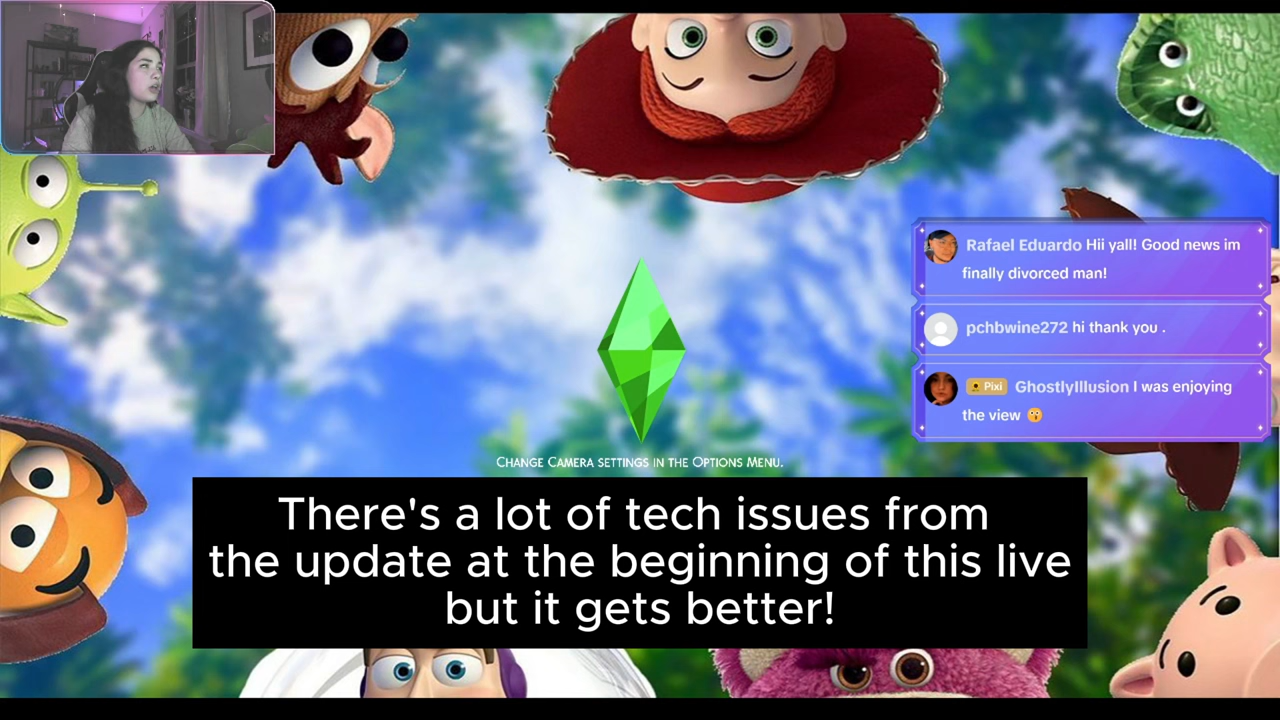 Rafael Eduardo Hii yall! Good news im
finally divorced man!
pchbwine272 hi thank you .
Pixi GhostlyIllusion I was enjoying
the view 🤭
CHANGE CAMERA SETTINGS IN THE OPTIONS MENU.
There's a lot of tech issues from
the update at the beginning of this live
but it gets better!